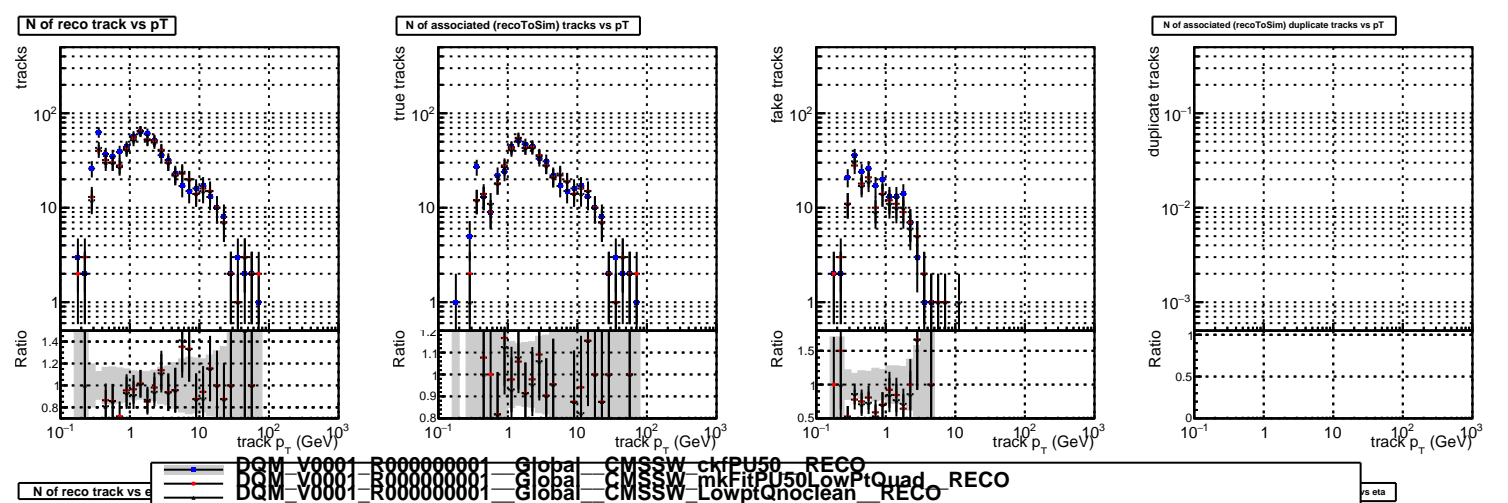 N of reco track vs pT
N of associated (recoToSim) tracks vs pT
N of associated (recoToSim) duplicate tracks vs pT
tracks
10²
10
1
Ratio
1.4
1.2
1
0.8
10⁻¹ 1 10 10² 10³
track p_T (GeV)
true tracks
10²
10
1
Ratio
1.2
1.1
1
0.9
0.8
10⁻¹ 1 10 10² 10³
track p_T (GeV)
fake tracks
10²
10
1
Ratio
1.5
1
0.5
10⁻¹ 1 10 10² 10³
track p_T (GeV)
duplicate tracks
10⁻¹
10⁻²
10⁻³
Ratio
1
0.5
0
10⁻¹ 1 10 10² 10³
track p_T (GeV)
DQM_V0001_R000000001__Global__CMSSW_ckfPU50__RECO
DQM_V0001_R000000001__Global__CMSSW_mkFitPU50LowPtQuad__RECO
DQM_V0001_R000000001__Global__CMSSW_LowptQnoclean__RECO
N of reco track vs e
vs eta